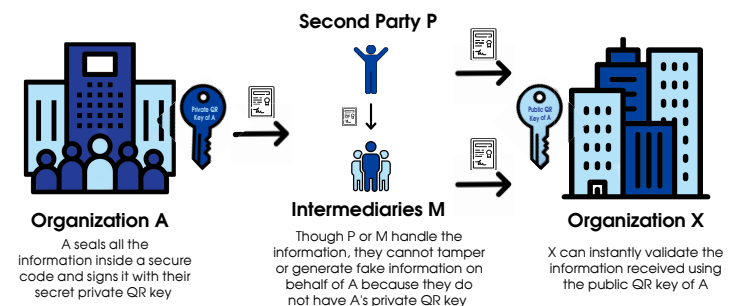 Second Party P
Private QR
Key of A
Public QR
Key of A
Organization A
A seals all the
information inside a secure
code and signs it with their
secret private QR key
Intermediaries M
Though P or M handle the
information, they cannot tamper
or generate fake information on
behalf of A because they do
not have A's private QR key
Organization X
X can instantly validate the
information received using
the public QR key of A